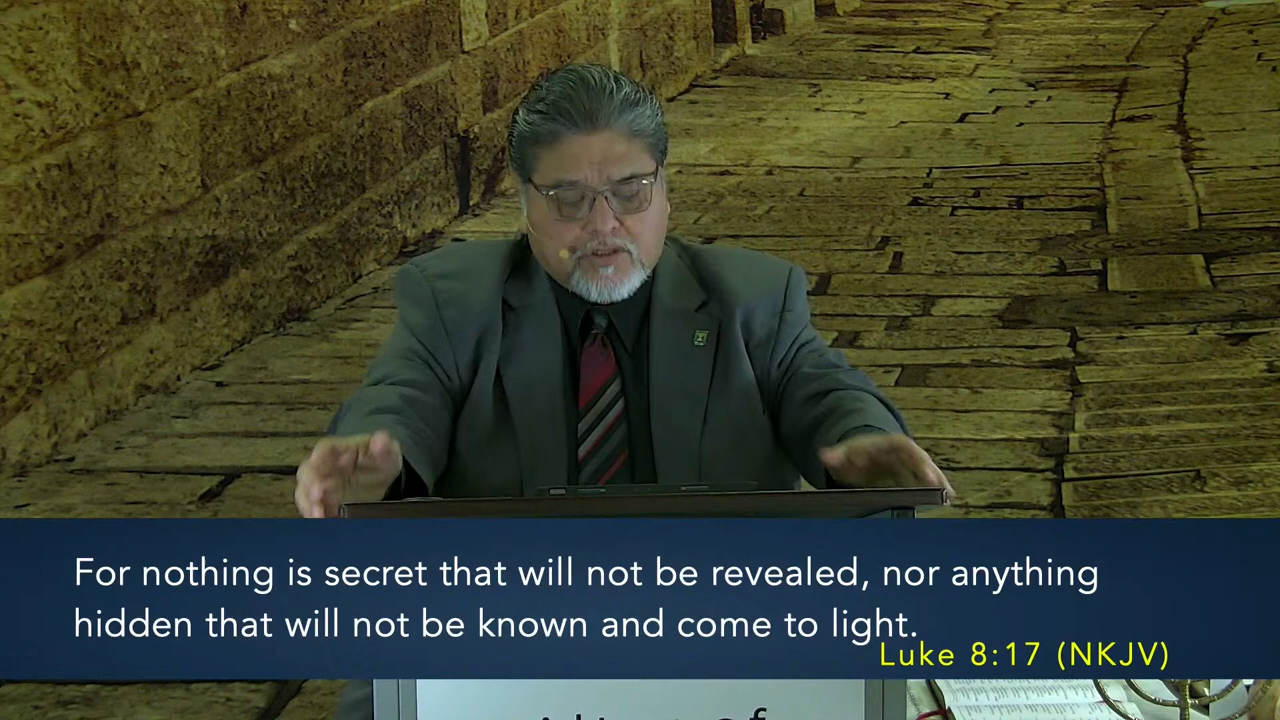 For nothing is secret that will not be revealed, nor anything
hidden that will not be known and come to light.
Luke 8:17 (NKJV)